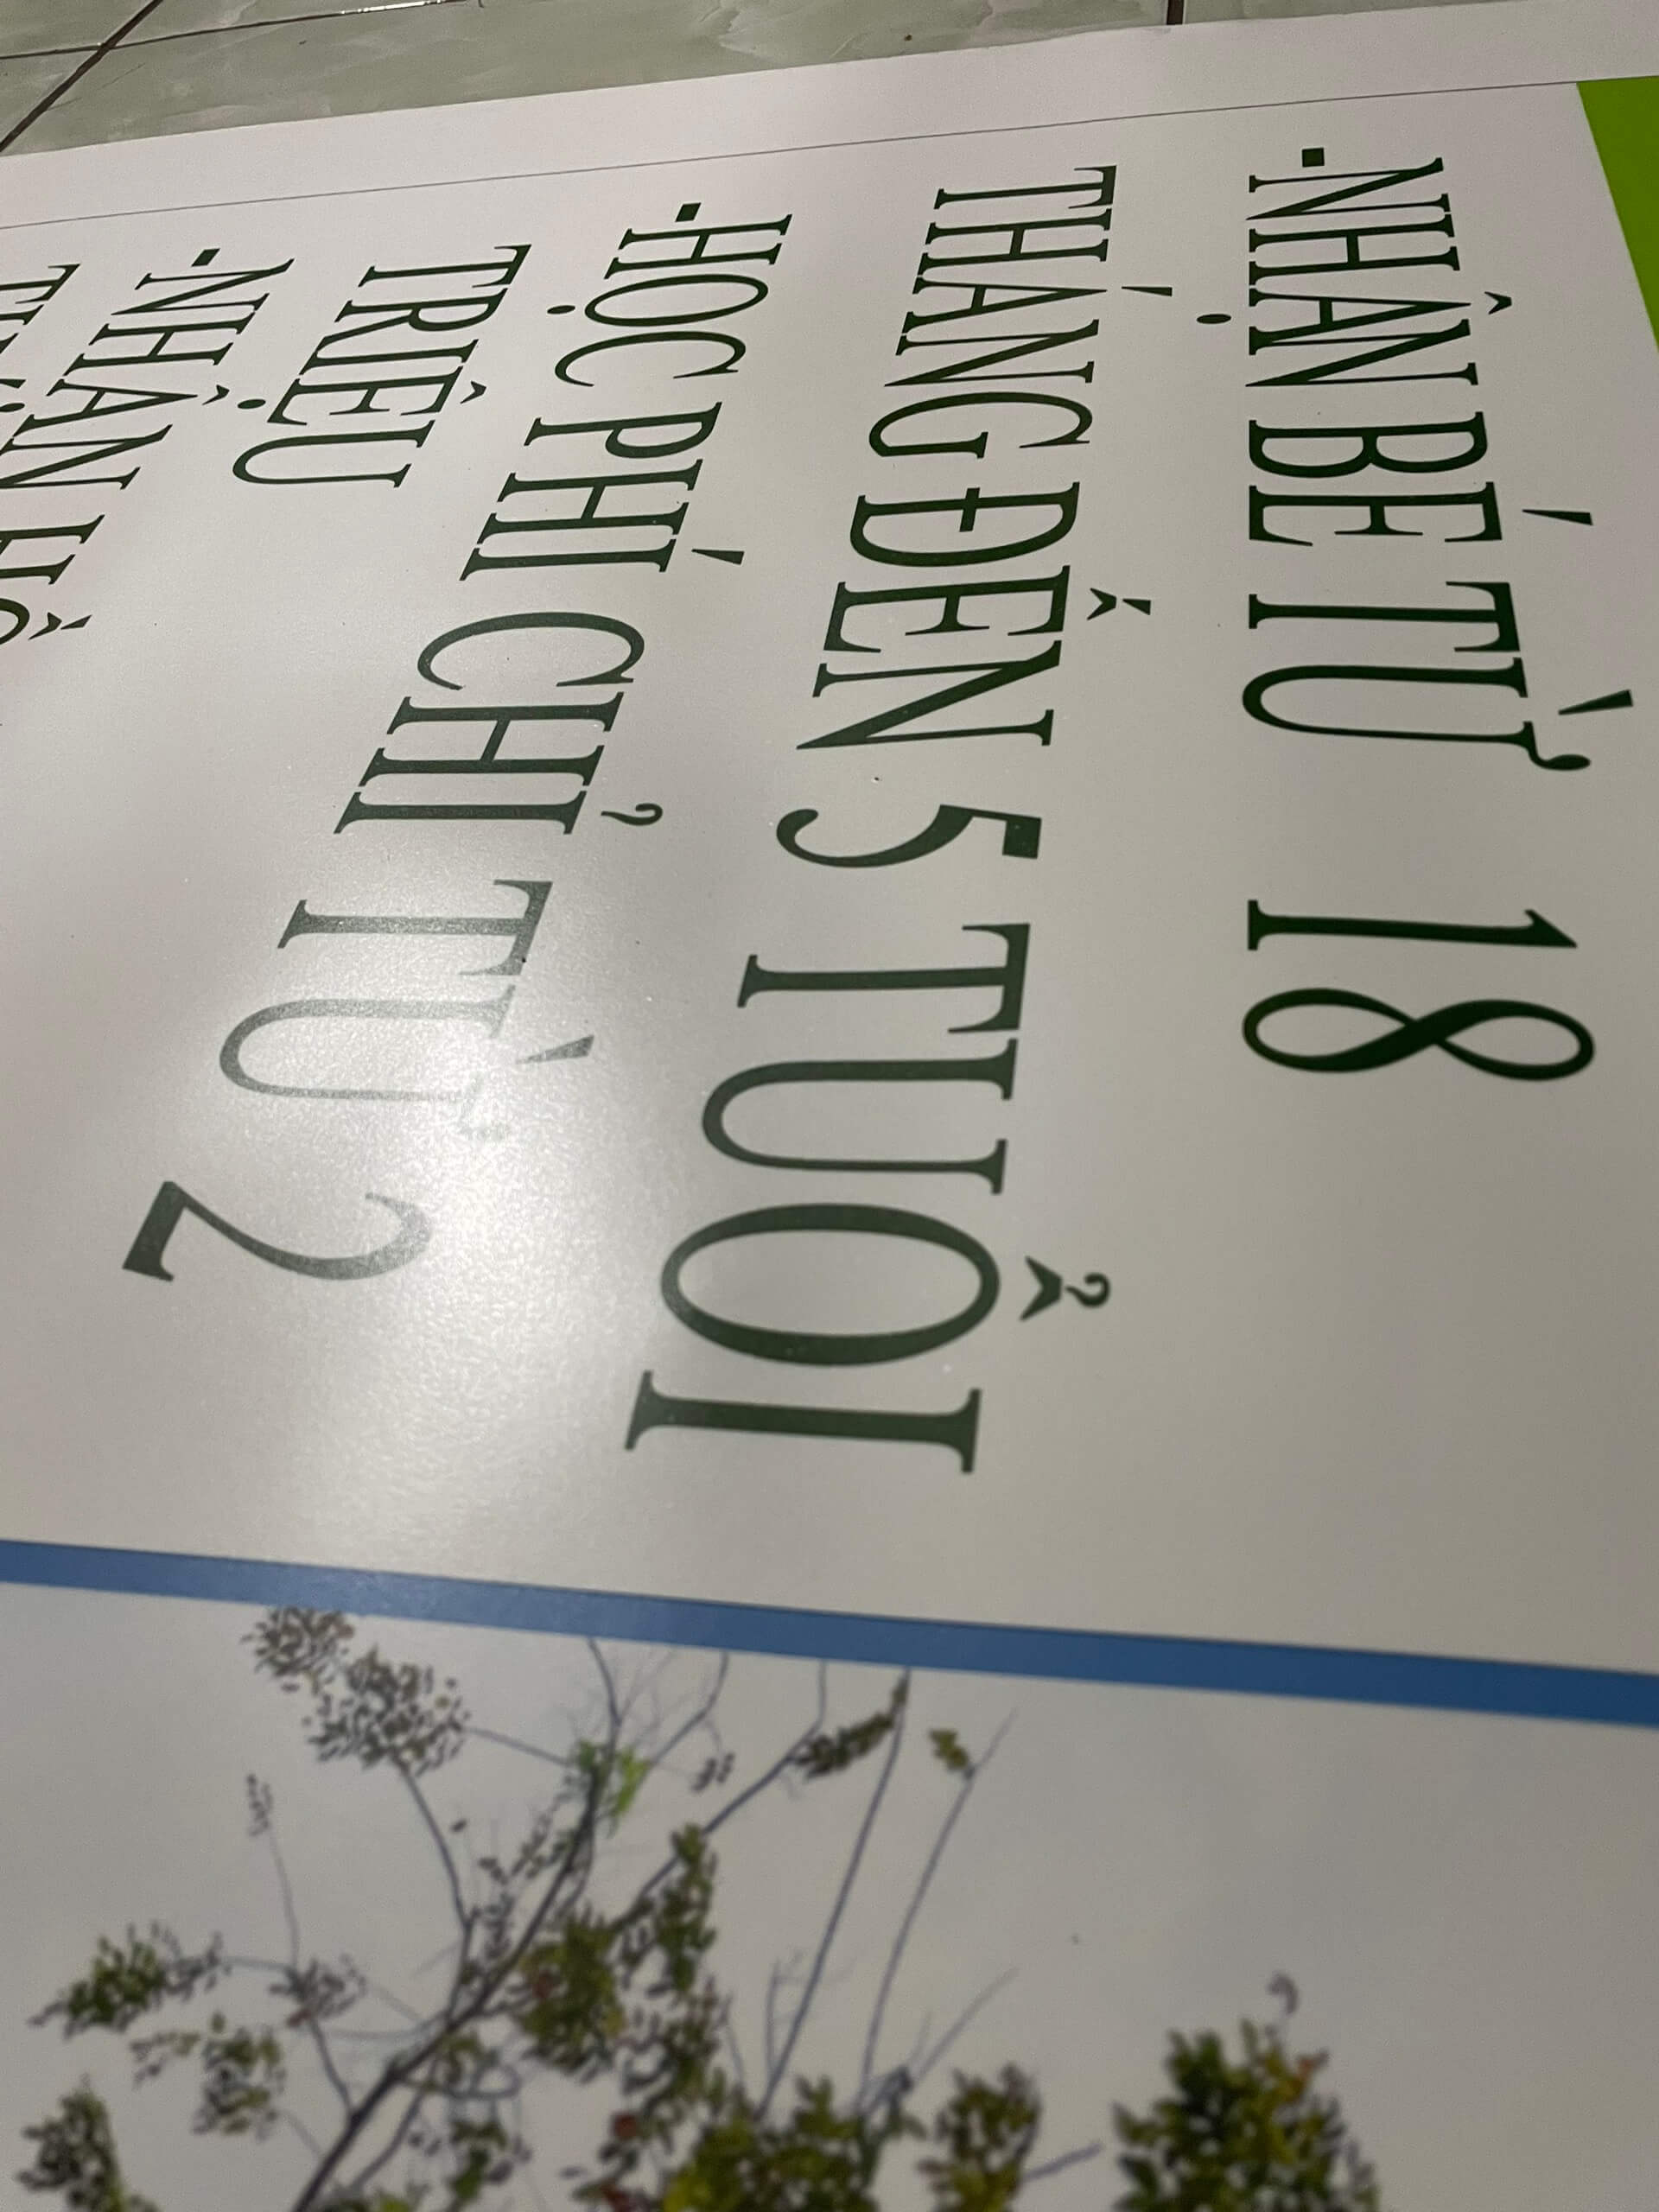 .NHẬN BÉ TỪ 18
THÁNG ĐẾN 5 TUỔI
.HỌC PHÍ CHỈ TỪ 2
TRIỆU
.NHẬN